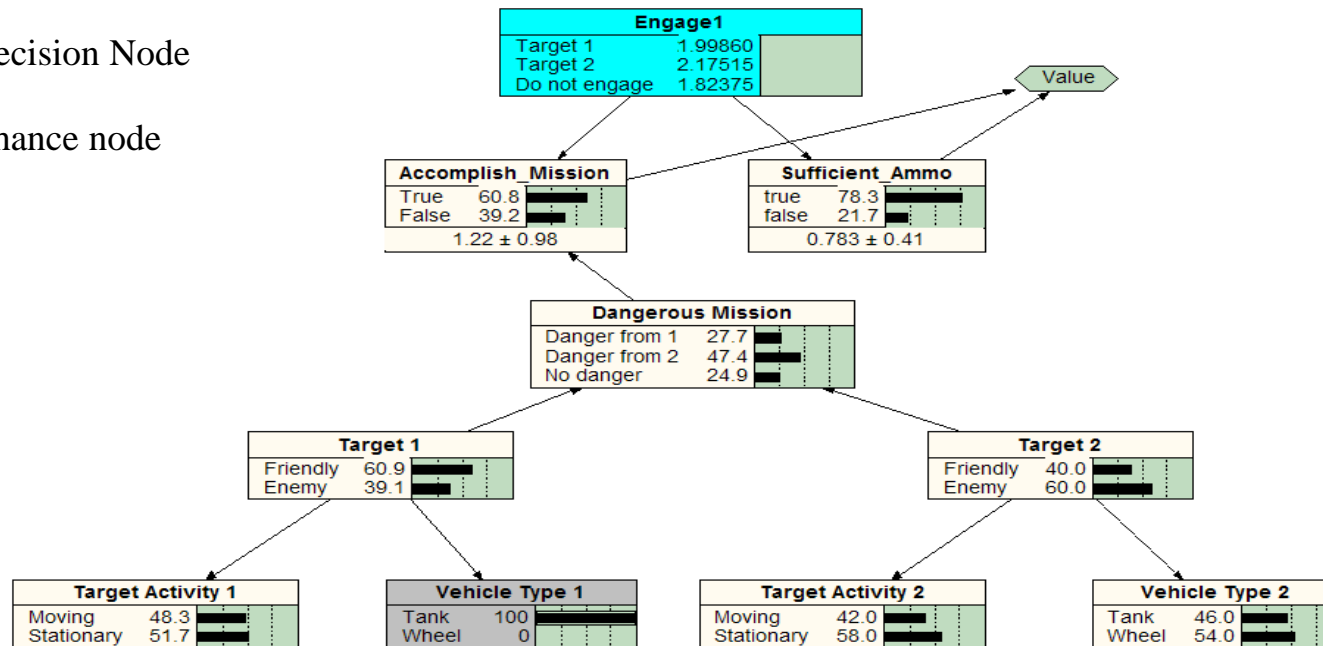 ecision Node
hance node
Engage1
Target 1 1.99860
Target 2 2.17515
Do not engage 1.82375
Value
Accomplish_Mission
True 60.8
False 39.2
1.22 ± 0.98
Sufficient_Ammo
true 78.3
false 21.7
0.783 ± 0.41
Dangerous Mission
Danger from 1 27.7
Danger from 2 47.4
No danger 24.9
Target 1
Friendly 60.9
Enemy 39.1
Target 2
Friendly 40.0
Enemy 60.0
Target Activity 1
Moving 48.3
Stationary 51.7
Vehicle Type 1
Tank 100
Wheel 0
Target Activity 2
Moving 42.0
Stationary 58.0
Vehicle Type 2
Tank 46.0
Wheel 54.0